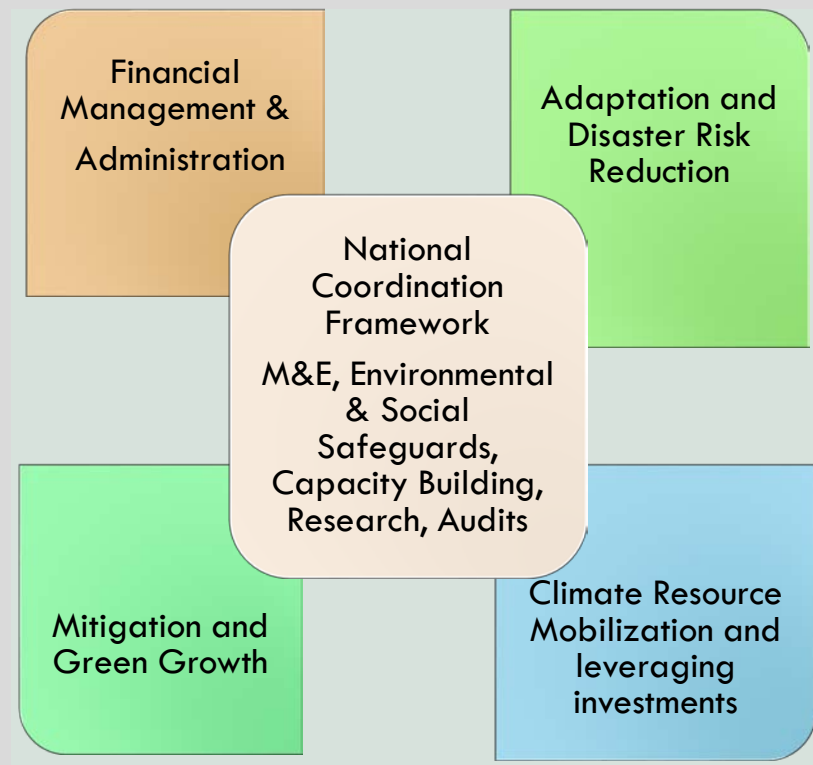 Financial
Management &
Administration
Adaptation and
Disaster Risk
Reduction
National
Coordination
Framework
M&E, Environmental
& Social
Safeguards,
Capacity Building,
Research, Audits
Mitigation and
Green Growth
Climate Resource
Mobilization and
leveraging
investments